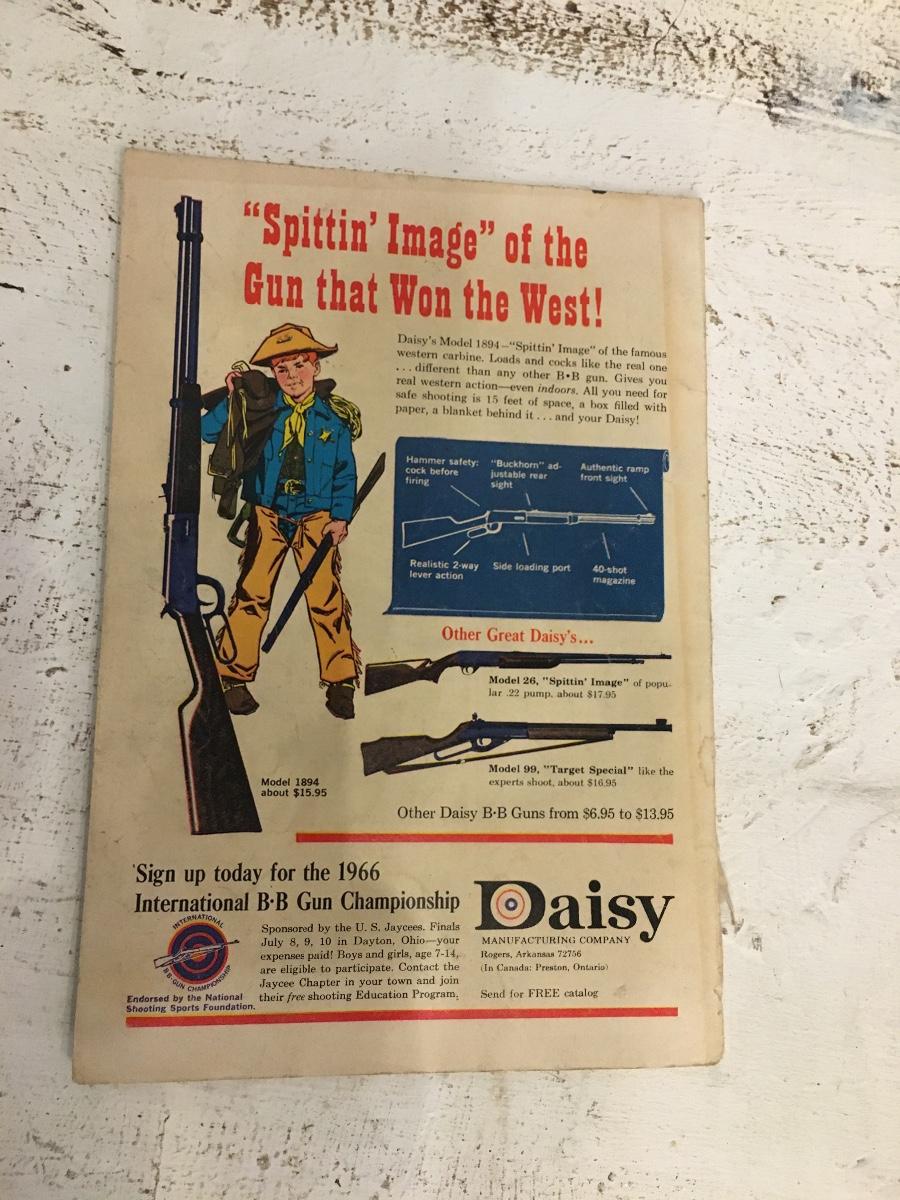 “Spittin’ Image” of the
Gun that Won the West!
Daisy's Model 1894—“Spittin' Image” of the famous
western carbine. Loads and cocks like the real one
. . . different than any other B•B gun. Gives you
real western action—even indoors. All you need for
safe shooting is 15 feet of space, a box filled with
paper, a blanket behind it . . . and your Daisy!
Hammer safety:
cock before
firing
"Buckhorn" ad-
justable rear
sight
Authentic ramp
front sight
Realistic 2-way
lever action
Side loading port
40-shot
magazine
Other Great Daisy's...
Model 26, "Spittin' Image" of popu-
lar .22 pump, about $17.95
Model 99, "Target Special" like the
experts shoot, about $16.95
Model 1894
about $15.95
Other Daisy B•B Guns from $6.95 to $13.95
Sign up today for the 1966
International B•B Gun Championship
INTERNATIONAL
B•B•GUN CHAMPIONSHIP
Endorsed by the National
Shooting Sports Foundation.
Sponsored by the U. S. Jaycees. Finals
July 8, 9, 10 in Dayton, Ohio—your
expenses paid! Boys and girls, age 7-14,
are eligible to participate. Contact the
Jaycee Chapter in your town and join
their free shooting Education Program.
Daisy
MANUFACTURING COMPANY
Rogers, Arkansas 72756
(In Canada: Preston, Ontario)
Send for FREE catalog